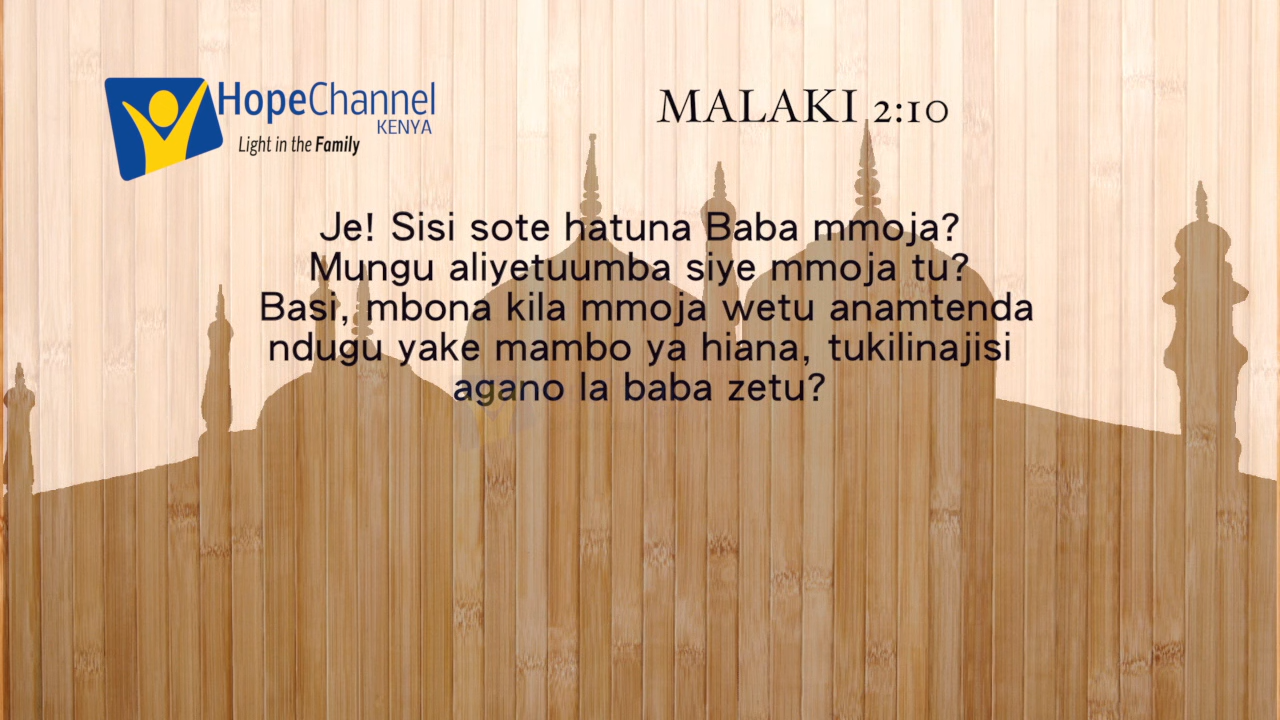 HopeChannel
KENYA
Light in the Family
MALAKI 2:10
Je! Sisi sote hatuna Baba mmoja?
Mungu aliyetuumba siye mmoja tu?
Basi, mbona kila mmoja wetu anamtenda
ndugu yake mambo ya hiana, tukilinajisi
agano la baba zetu?